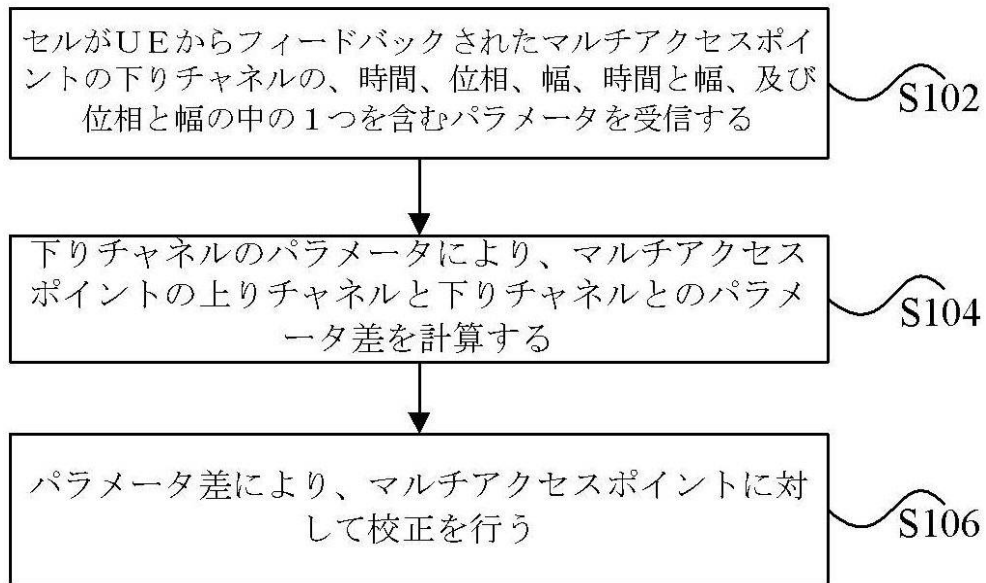 セルがＵＥからフィードバックされたマルチアクセスポイ
ントの下りチャネルの、時間、位相、幅、時間と幅、及び
位相と幅の中の１つを含むパラメータを受信する
S102
下りチャネルのパラメータにより、マルチアクセス
ポイントの上りチャネルと下りチャネルとのパラメ
ータ差を計算する
S104
パラメータ差により、マルチアクセスポイントに対
して校正を行う
S106